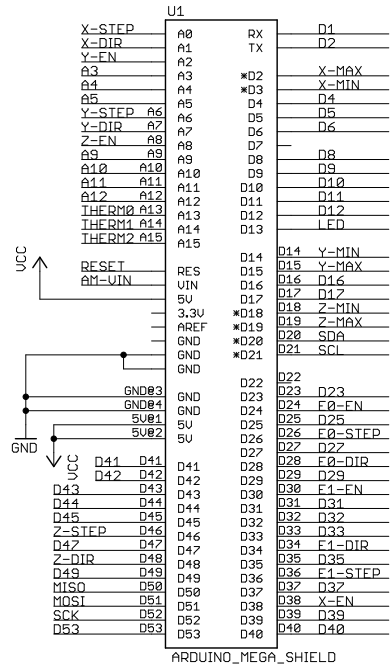 U1
X-STEP A0 RX D1
X-DIR A1 TX D2
Y-EN A2
A3 A3 *D2 X-MAX
A4 A4 *D3 X-MIN
A5 A5 D4 D4
Y-STEP A6 A6 D5 D5
Y-DIR A7 A7 D6 D6
Z-EN A8 A8 D7
A9 A9 A9 D8 D8
A10 A10 A10 D9 D9
A11 A11 A11 D10 D10
A12 A12 A12 D11 D11
THERM0 A13 A13 D12 D12
THERM1 A14 A14 D13 LED
THERM2 A15 A15
D14 D14 Y-MIN
VCC
RESET RES D15 D15 Y-MAX
AM-VIN VIN D16 D16 D16
5V D17 D17 D17
3.3V *D18 D18 Z-MIN
AREF *D19 D19 Z-MAX
GND *D20 D20 SDA
GND *D21 D21 SCL
GND
D22 D22
GND@3 GND D23 D23 D23
GND@4 GND D24 D24 E0-EN
5V@1 5V D25 D25 D25
5V@2 5V D26 D26 E0-STEP
GND
VCC
D27 D27 D27
D41 D41 D41 D28 D28 E0-DIR
D42 D42 D42 D29 D29 D29
D43 D43 D43 D30 D30 E1-EN
D44 D44 D44 D31 D31 D31
D45 D45 D45 D32 D32 D32
Z-STEP D46 D46 D33 D33 D33
D47 D47 D47 D34 D34 E1-DIR
Z-DIR D48 D48 D35 D35 D35
D49 D49 D49 D36 D36 E1-STEP
MISO D50 D50 D37 D37 D37
MOSI D51 D51 D38 D38 X-EN
SCK D52 D52 D39 D39 D39
D53 D53 D53 D40 D40 D40
ARDUINO_MEGA_SHIELD